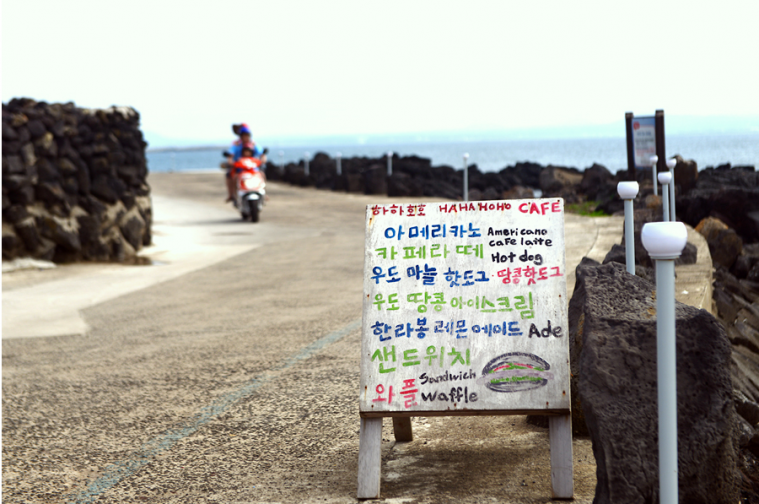 하하호호 HAHAHOHO CAFE
아메리카노 Americano
카페라떼 cafe latte
Hot dog
우도 마늘 핫도그·땅콩핫도그
우도 땅콩아이스크림
한라봉 레몬 에이드 Ade
샌드위치
Sandwich
와플 Waffle